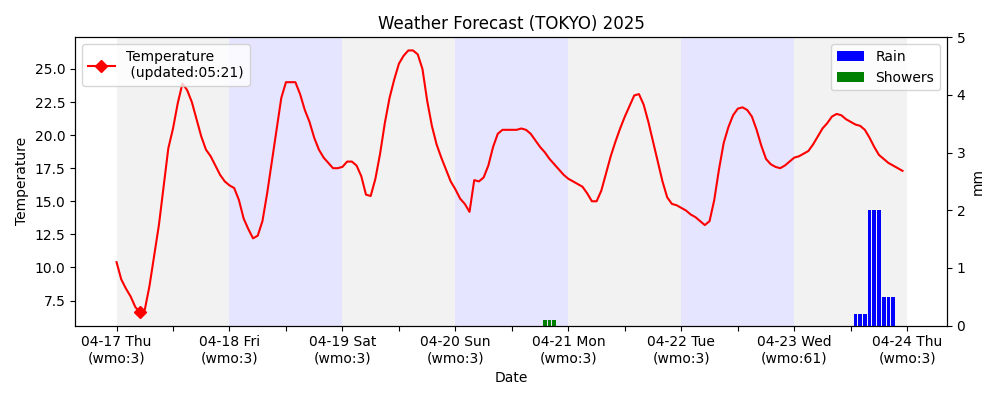 Weather Forecast (TOKYO) 2025
Temperature
(updated:05:21)
Rain
Showers
25.0
22.5
20.0
17.5
15.0
12.5
10.0
7.5
Temperature
5
4
3
2
1
0
mm
04-17 Thu
(wmo:3)
04-18 Fri
(wmo:3)
04-19 Sat
(wmo:3)
04-20 Sun
(wmo:3)
04-21 Mon
(wmo:3)
04-22 Tue
(wmo:3)
04-23 Wed
(wmo:61)
04-24 Thu
(wmo:3)
Date